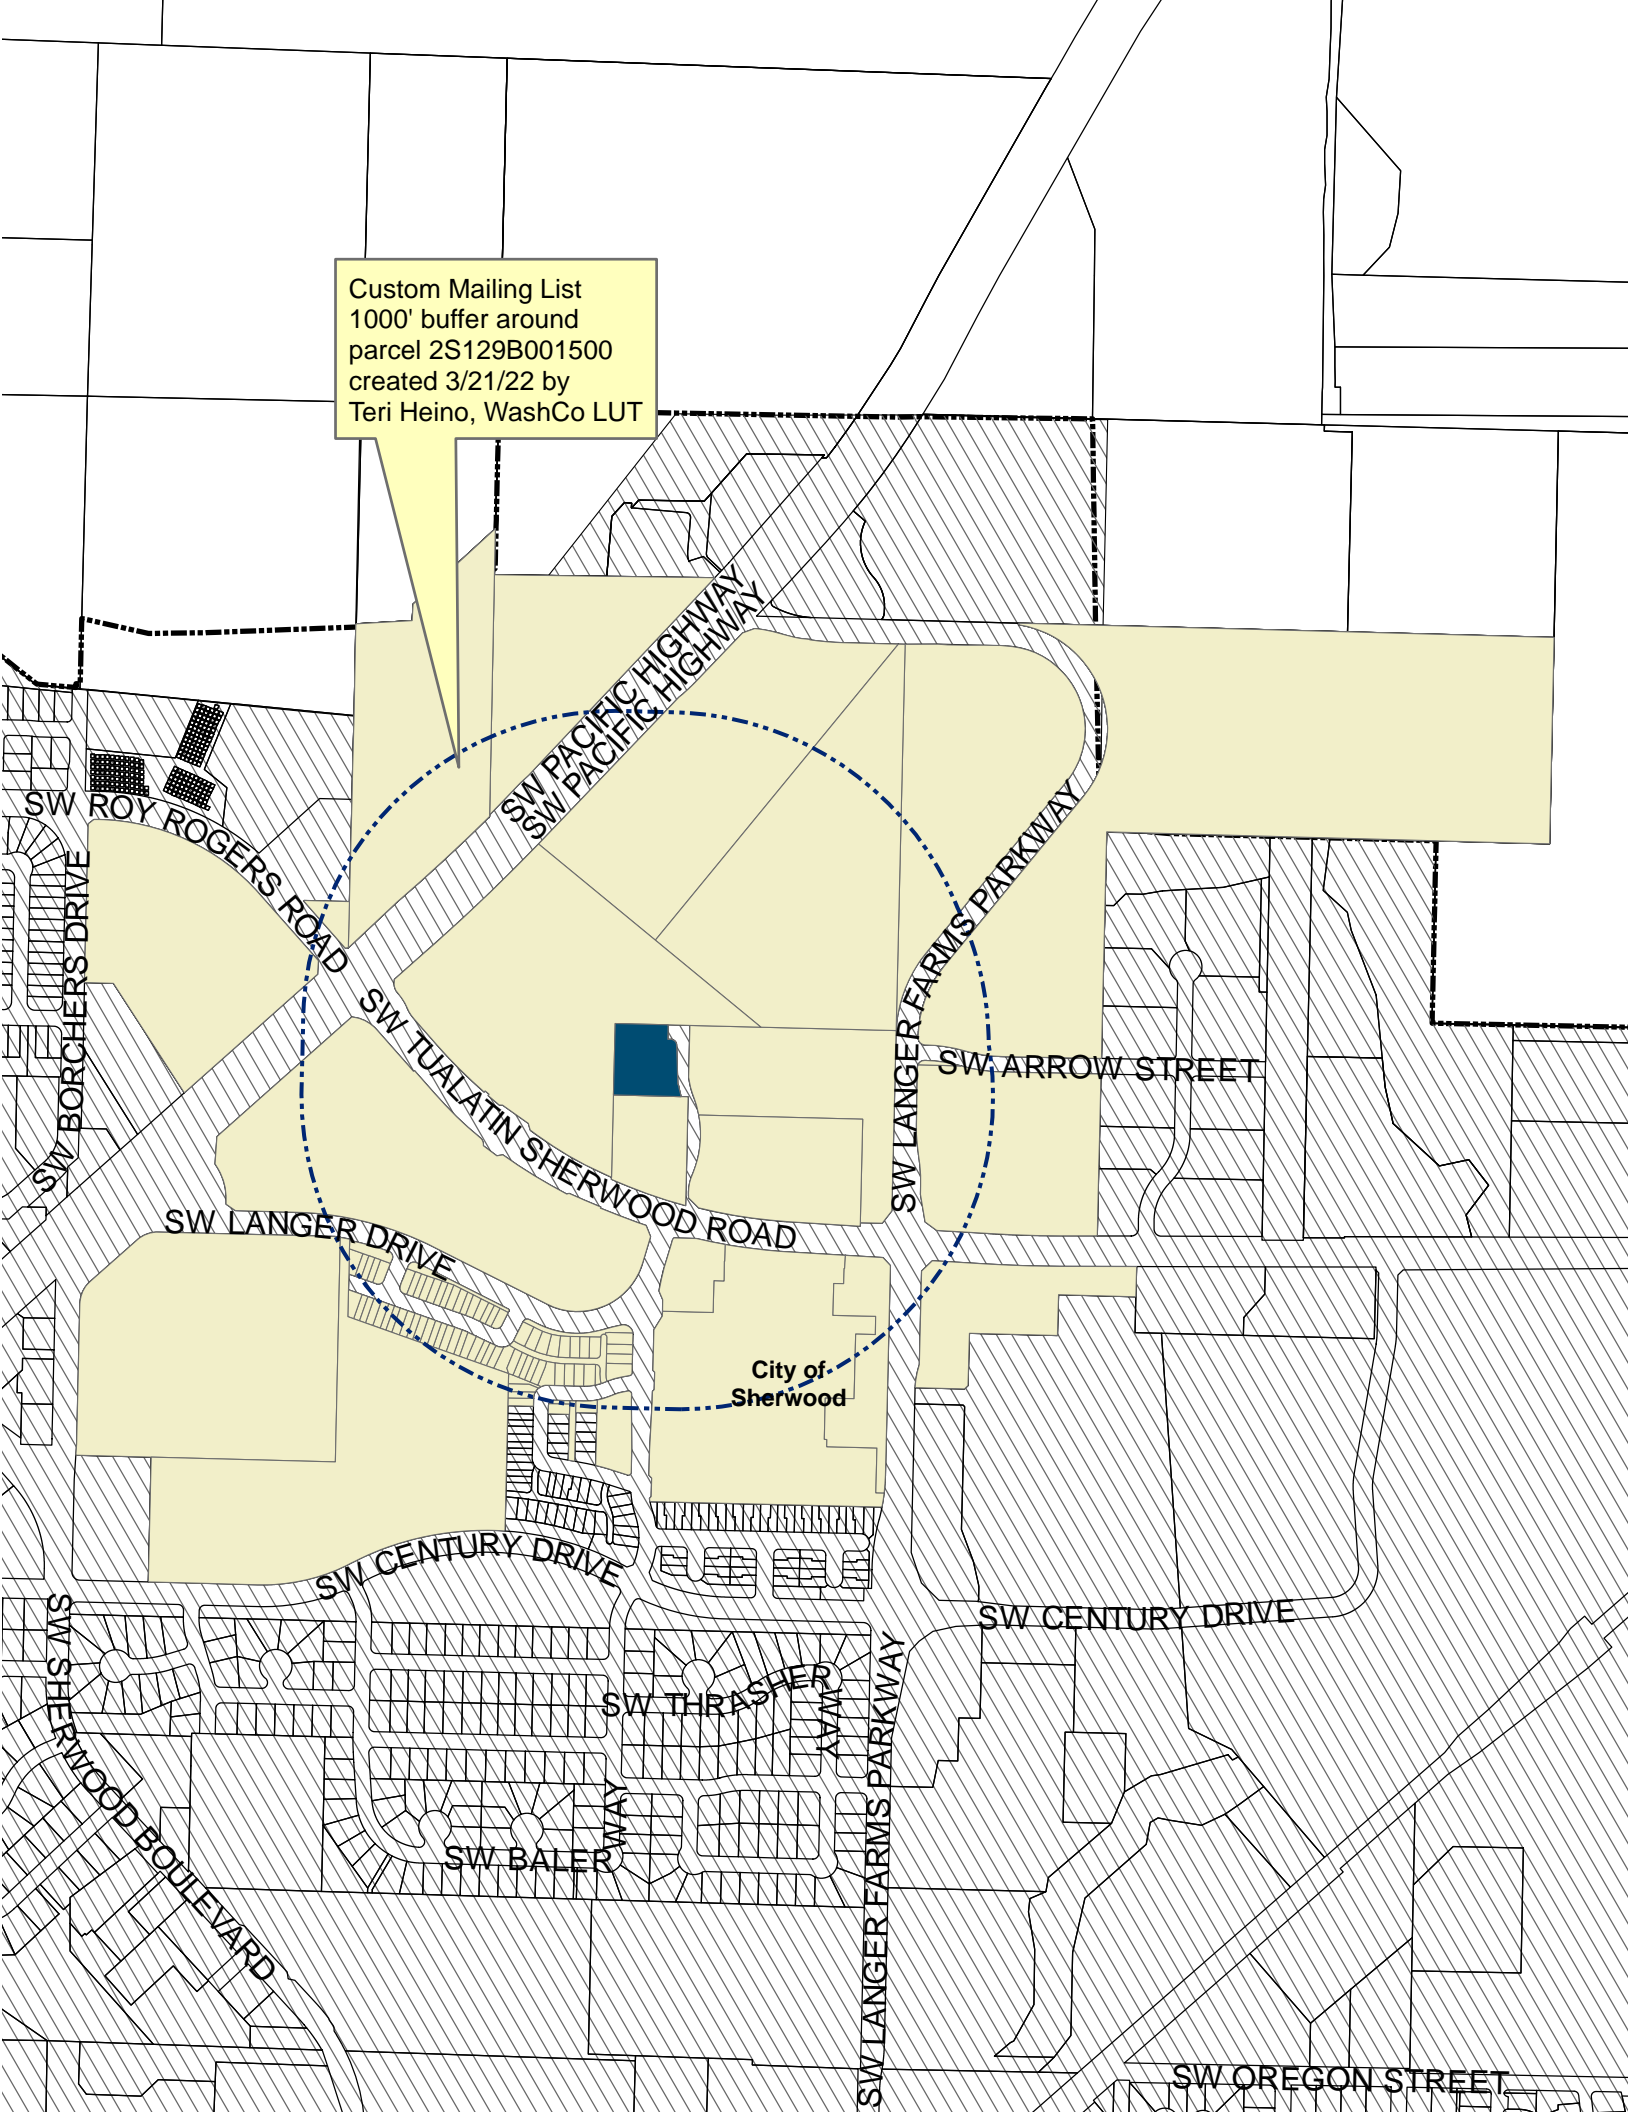 Custom Mailing List
1000' buffer around
parcel 2S129B001500
created 3/21/22 by
Teri Heino, WashCo LUT
SW PACIFIC HIGHWAY
SW PACIFIC HIGHWAY
SW ROY ROGERS ROAD
SW BORCHERS DRIVE
SW LANGER FARMS PARKWAY
SW TUALATIN SHERWOOD ROAD
SW ARROW STREET
SW LANGER DRIVE
City of
Sherwood
SW CENTURY DRIVE
SW CENTURY DRIVE
SW SHERWOOD BOULEVARD
SW THRASHER WAY
SW BALER WAY
SW LANGER FARMS PARKWAY
SW OREGON STREET